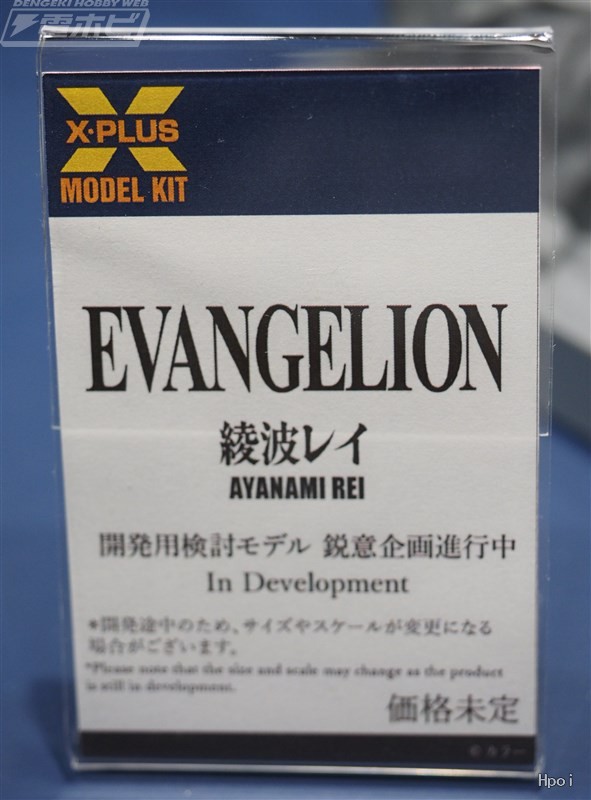 DENGEKI HOBBY WEB
電ホビ
X·PLUS
MODEL KIT
EVANGELION
綾波レイ
AYANAMI REI
開発用検討モデル 鋭意企画進行中
In Development
*開発途中のため、サイズやスケールが変更になる
場合がございます。
*Please note that the size and scale may change as the product
is still in development.
価格未定
©カラー
Hpoi